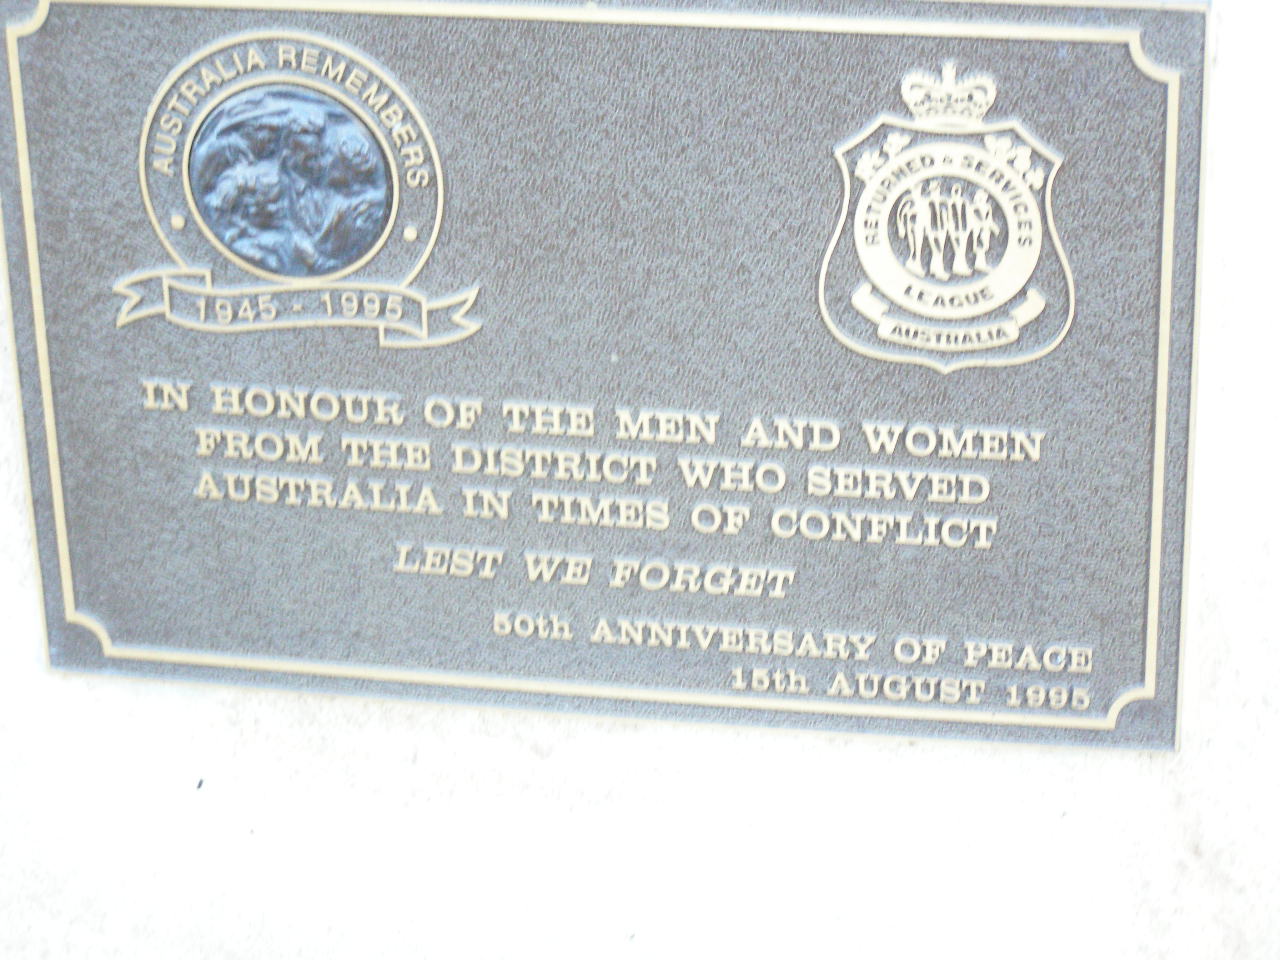 AUSTRALIA REMEMBERS
1945 - 1995
RETURNED & SERVICES
LEAGUE
AUSTRALIA
IN HONOUR OF THE MEN AND WOMEN
FROM THE DISTRICT WHO SERVED
AUSTRALIA IN TIMES OF CONFLICT
LEST WE FORGET
50th ANNIVERSARY OF PEACE
15th AUGUST 1995